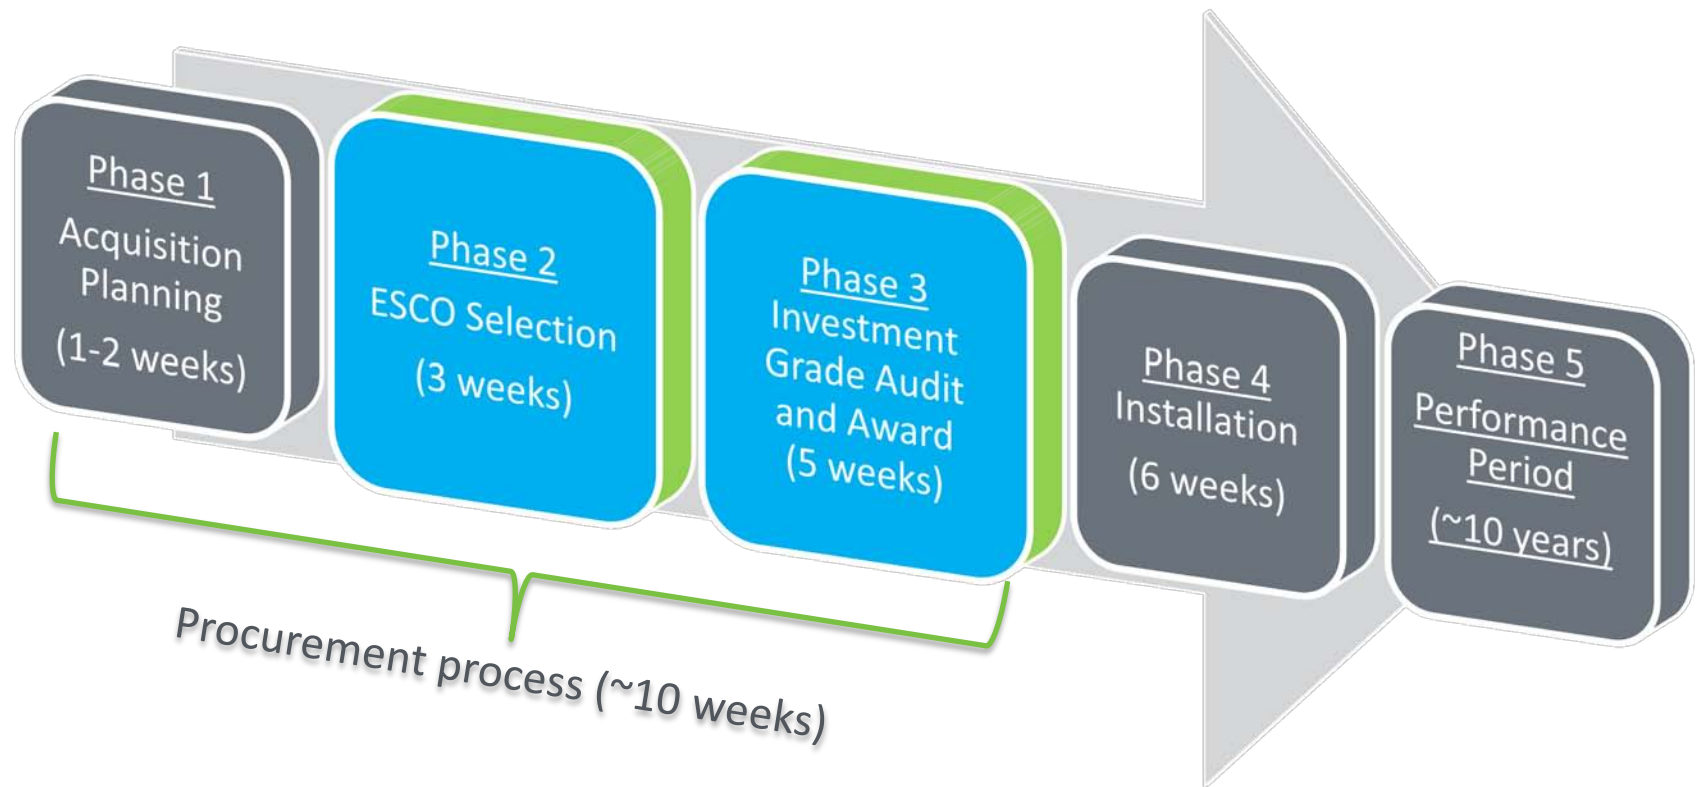 Phase 1
Acquisition
Planning
(1-2 weeks)
Phase 2
ESCO Selection
(3 weeks)
Phase 3
Investment
Grade Audit
and Award
(5 weeks)
Phase 4
Installation
(6 weeks)
Phase 5
Performance
Period
(~10 years)
Procurement process (~10 weeks)